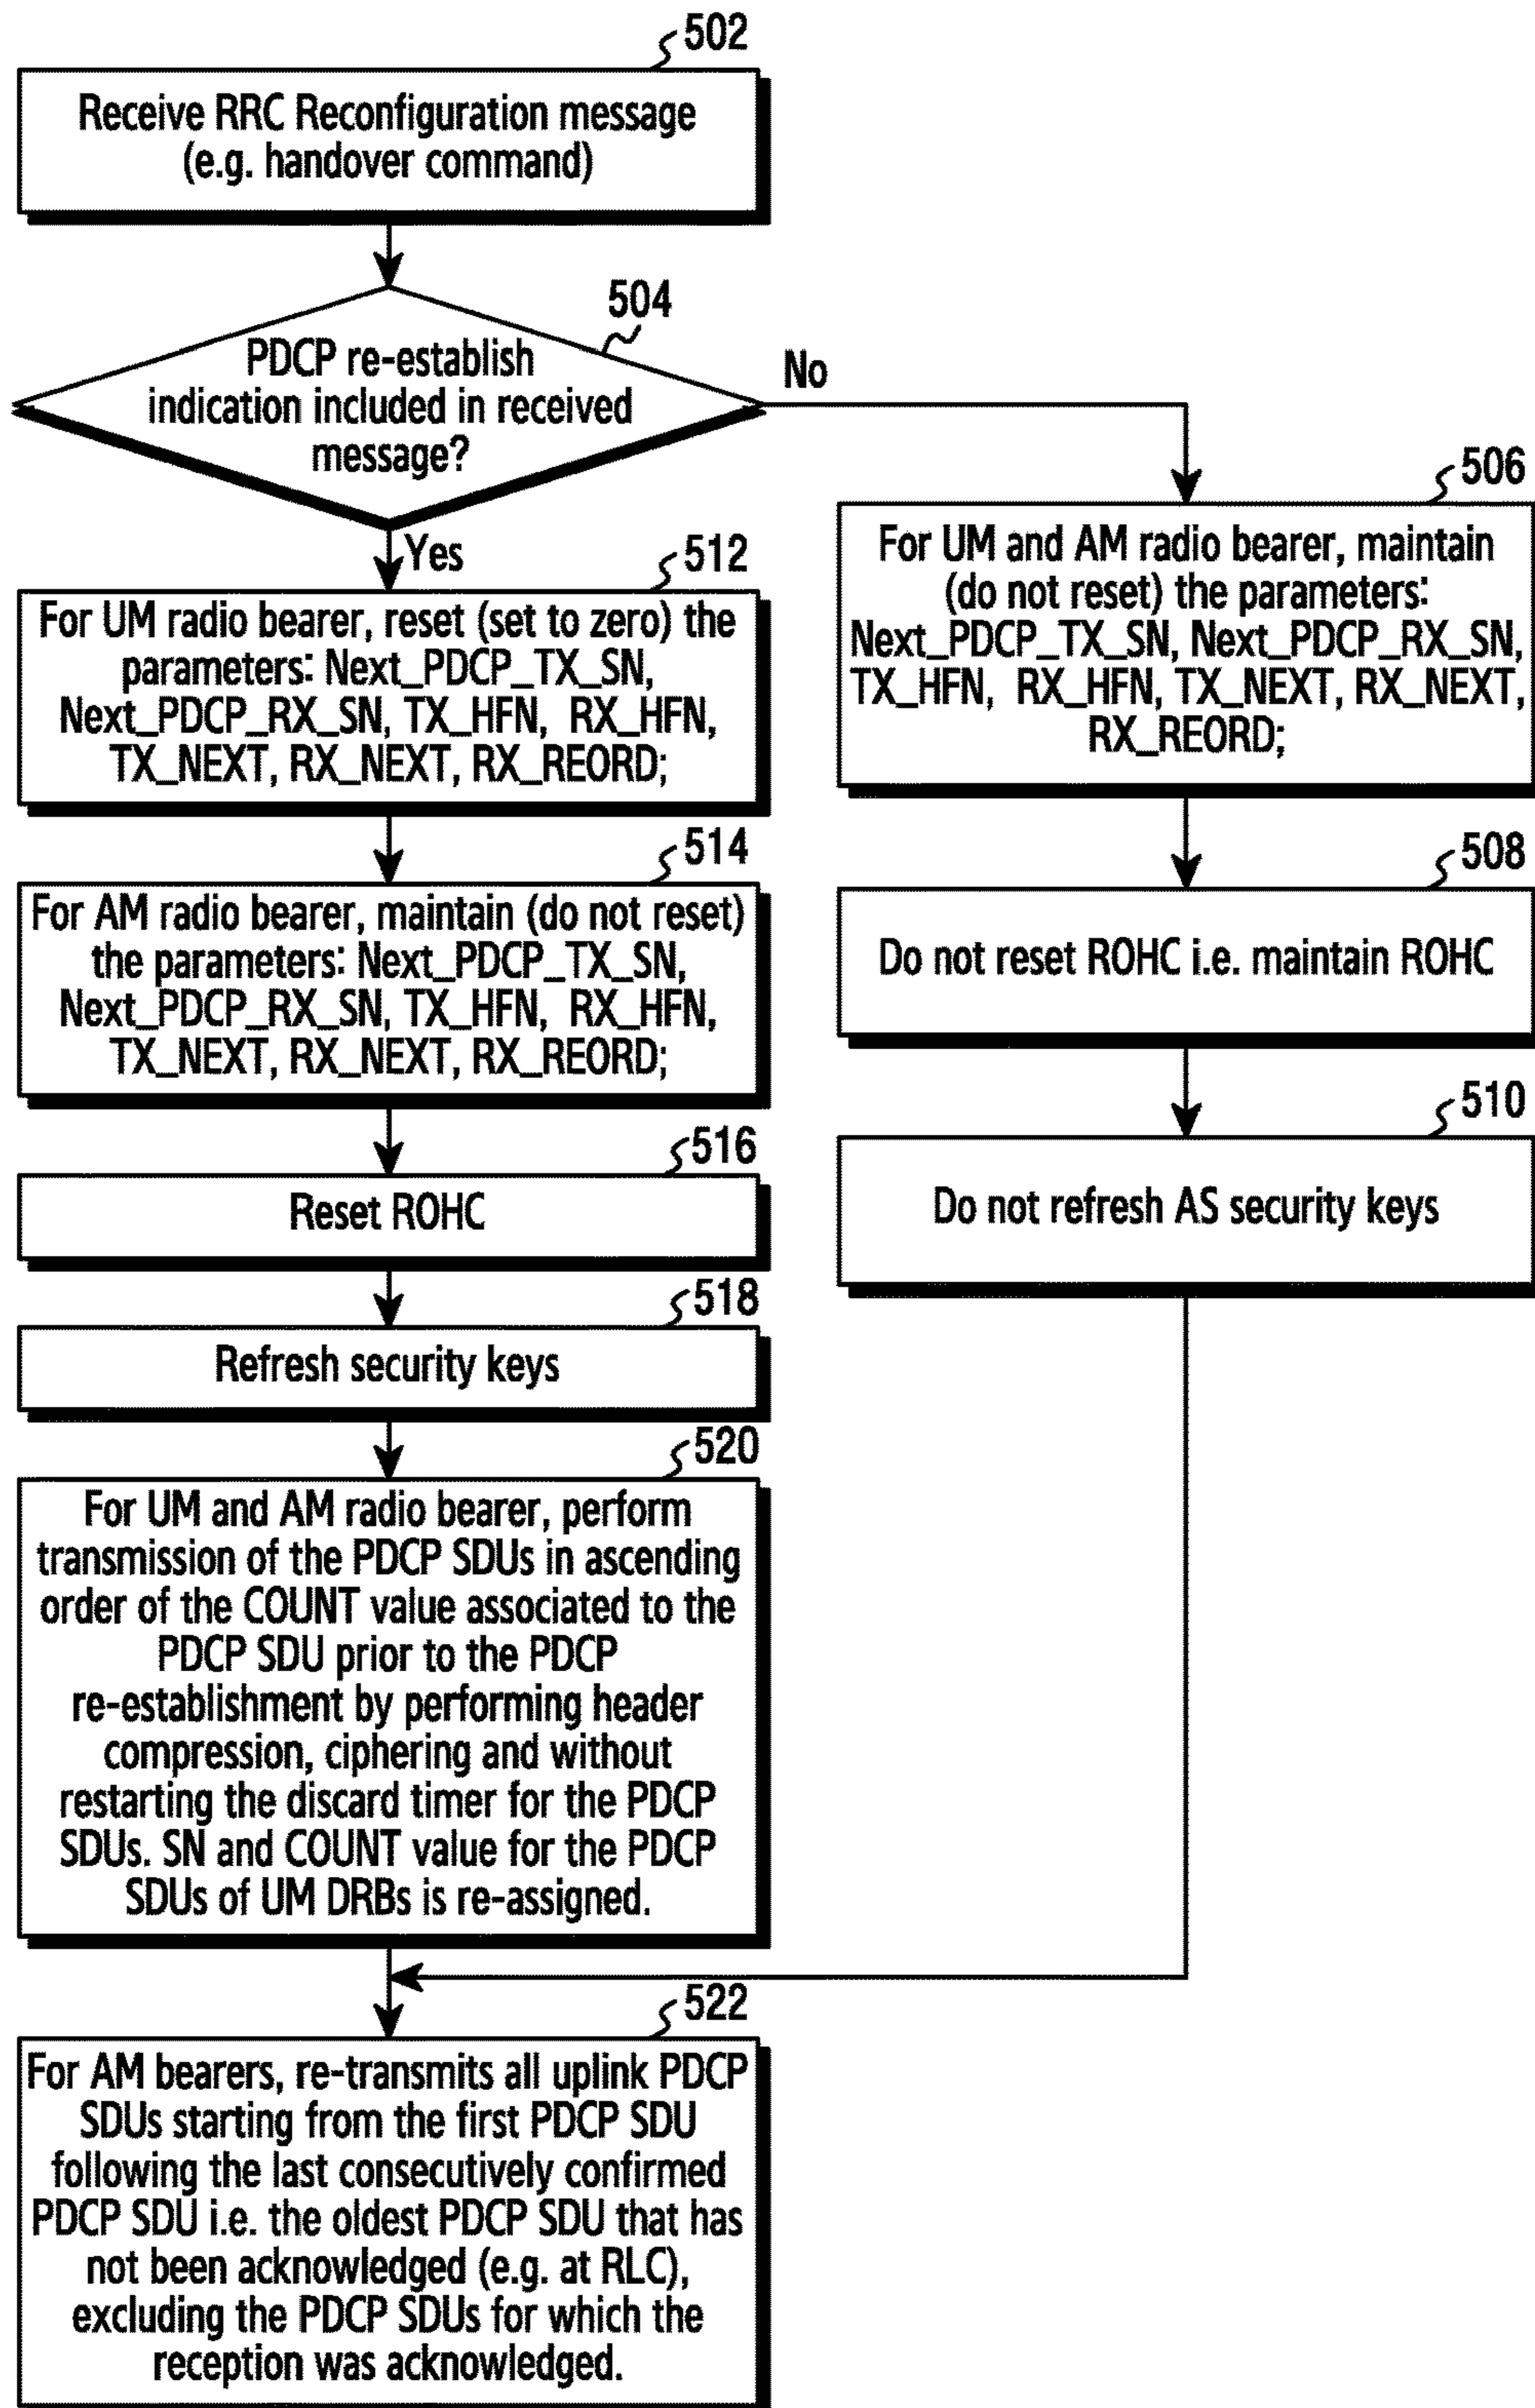 502
Receive RRC Reconfiguration message
(e.g. handover command)
504
PDCP re-establish
indication included in received
message?
No
Yes
506
For UM and AM radio bearer, maintain
(do not reset) the parameters:
Next_PDCP_TX_SN, Next_PDCP_RX_SN,
TX_HFN, RX_HFN, TX_NEXT, RX_NEXT,
RX_REORD;
508
Do not reset ROHC i.e. maintain ROHC
510
Do not refresh AS security keys
512
For UM radio bearer, reset (set to zero) the
parameters: Next_PDCP_TX_SN,
Next_PDCP_RX_SN, TX_HFN, RX_HFN,
TX_NEXT, RX_NEXT, RX_REORD;
514
For AM radio bearer, maintain (do not reset)
the parameters: Next_PDCP_TX_SN,
Next_PDCP_RX_SN, TX_HFN, RX_HFN,
TX_NEXT, RX_NEXT, RX_REORD;
516
Reset ROHC
518
Refresh security keys
520
For UM and AM radio bearer, perform
transmission of the PDCP SDUs in ascending
order of the COUNT value associated to the
PDCP SDU prior to the PDCP
re-establishment by performing header
compression, ciphering and without
restarting the discard timer for the PDCP
SDUs. SN and COUNT value for the PDCP
SDUs of UM DRBs is re-assigned.
522
For AM bearers, re-transmits all uplink PDCP
SDUs starting from the first PDCP SDU
following the last consecutively confirmed
PDCP SDU i.e. the oldest PDCP SDU that has
not been acknowledged (e.g. at RLC),
excluding the PDCP SDUs for which the
reception was acknowledged.